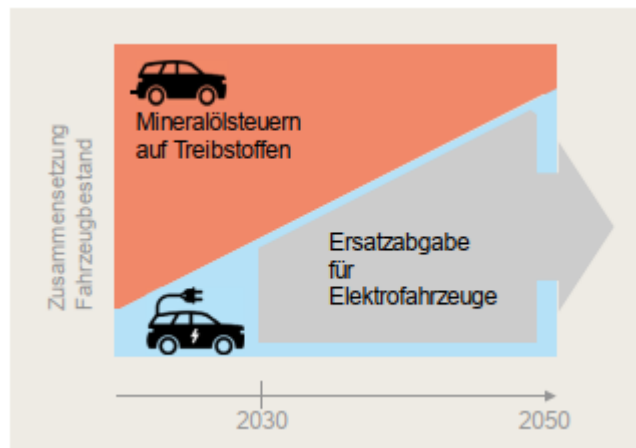 Zusammensetzung
Fahrzeugbestand
Mineralölsteuern
auf Treibstoffen
Ersatzabgabe
für
Elektrofahrzeuge
2030
2050